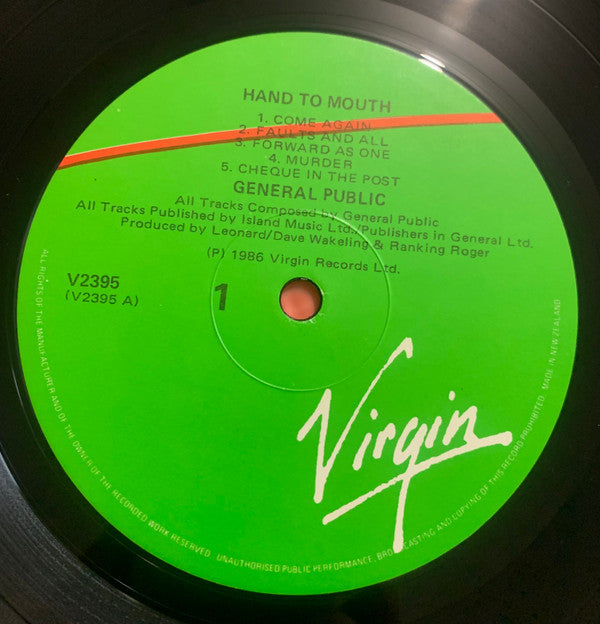 HAND TO MOUTH
1. COME AGAIN
2. FAULTS AND ALL
3. FORWARD AS ONE
4. MURDER
5. CHEQUE IN THE POST
GENERAL PUBLIC
All Tracks Composed by General Public
All Tracks Published by Island Music Ltd./Publishers in General Ltd.
Produced by Leonard/Dave Wakeling & Ranking Roger
(P) 1986 Virgin Records Ltd.
V2395
(V2395 A)
1
Virgin
ALL RIGHTS OF THE MANUFACTURER AND OF THE OWNER OF THE RECORDED WORK RESERVED. UNAUTHORISED PUBLIC PERFORMANCE, BROADCASTING AND COPYING OF THIS RECORD PROHIBITED. MADE IN NEW ZEALAND